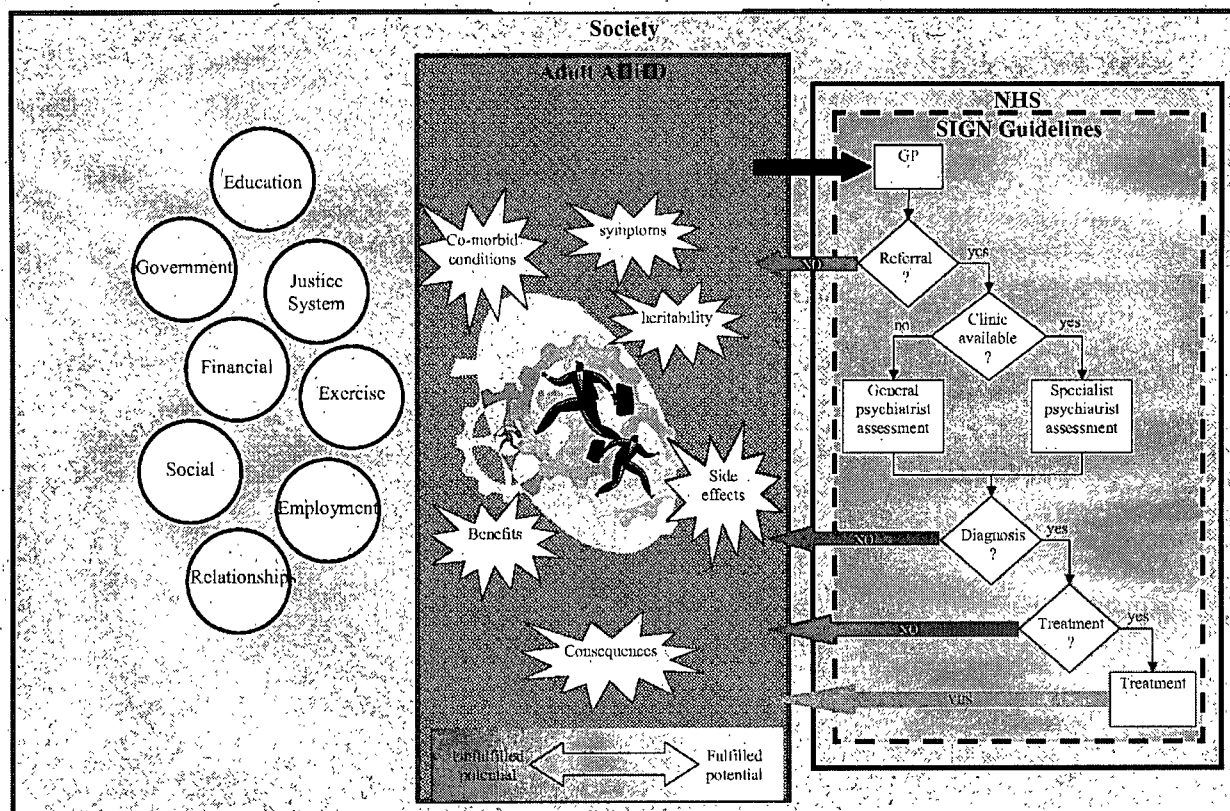 Society
Adult ADHD
Education
Government
Justice
System
Financial
Exercise
Social
Employment
Relationships
Co-morbid
conditions
symptoms
heritability
Side
effects
Benefits
Consequences
Unfulfilled
potential
Fulfilled
potential
NHS
SIGN Guidelines
GP
Referral
?
yes
NO
Clinic
available
?
no
yes
General
psychiatrist
assessment
Specialist
psychiatrist
assessment
Diagnosis
?
yes
NO
Treatment
?
yes
NO
Treatment
YES